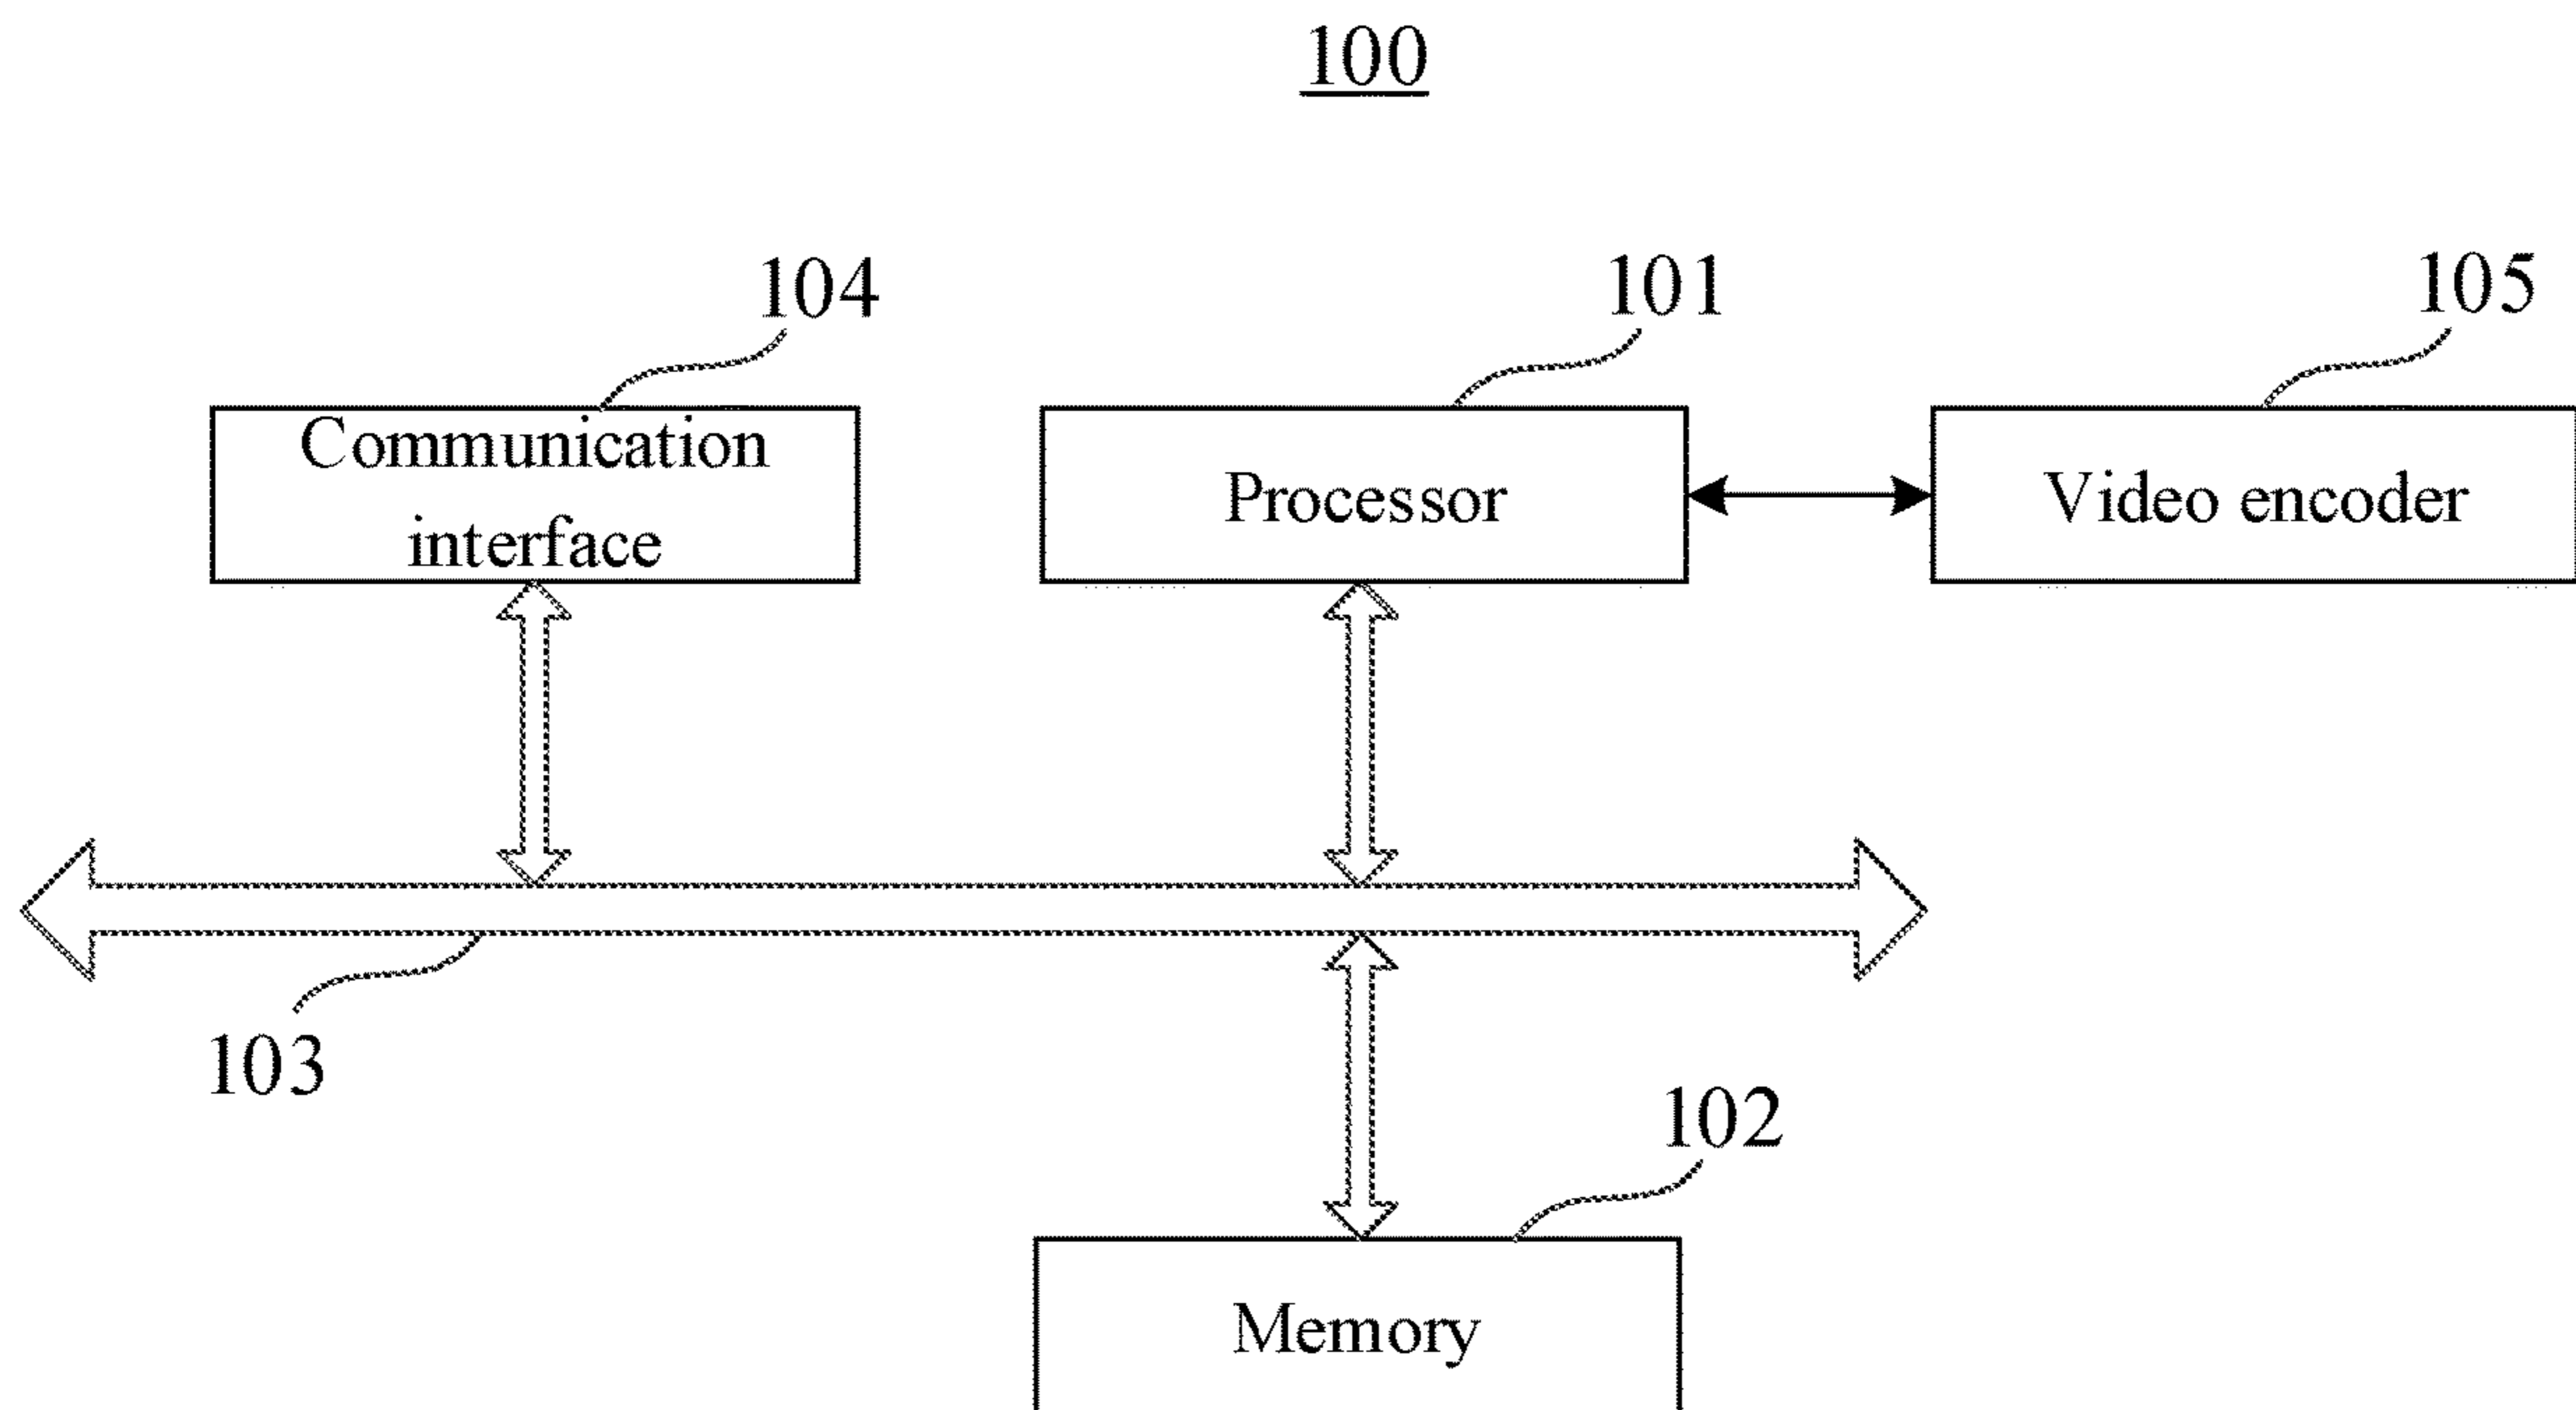 100
104
101
105
Communication
interface
Processor
Video encoder
103
102
Memory